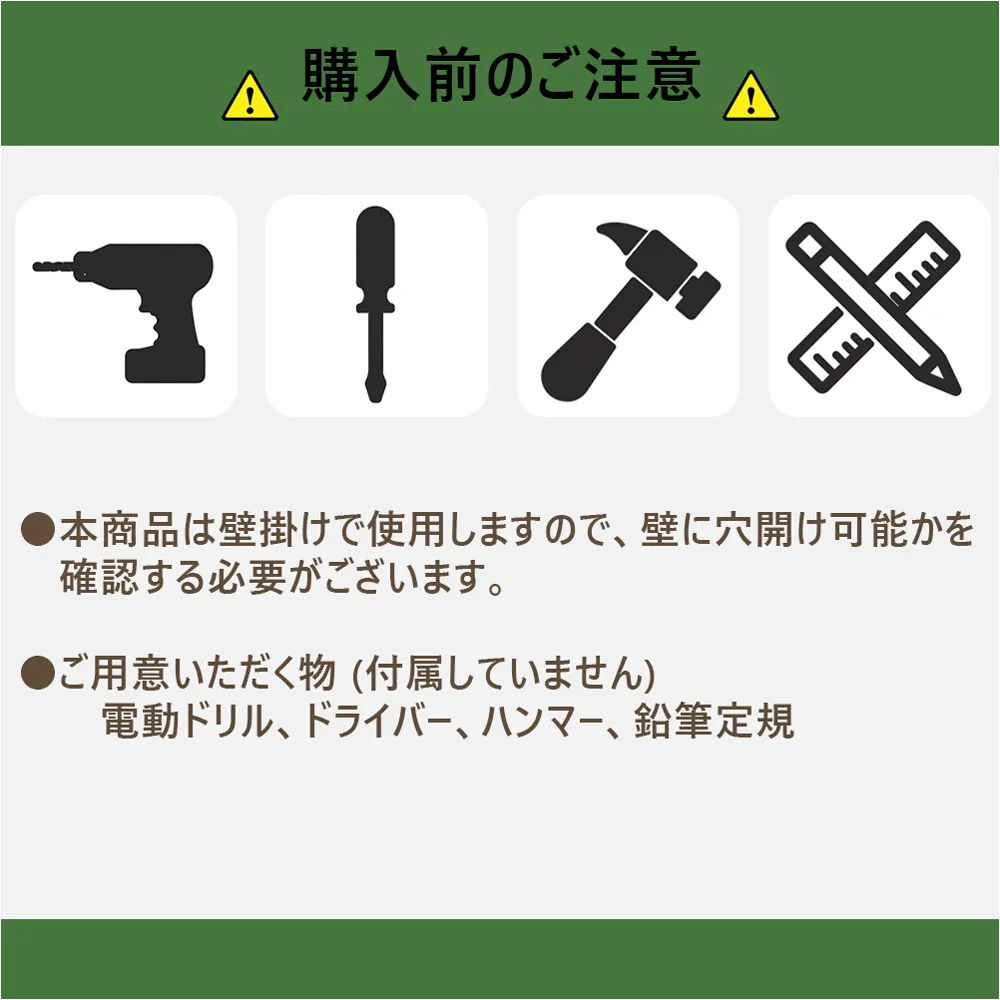 購入前のご注意
●本商品は壁掛けで使用しますので、壁に穴開け可能かを
確認する必要がございます。
●ご用意いただく物 (付属していません)
電動ドリル、ドライバー、ハンマー、鉛筆定規